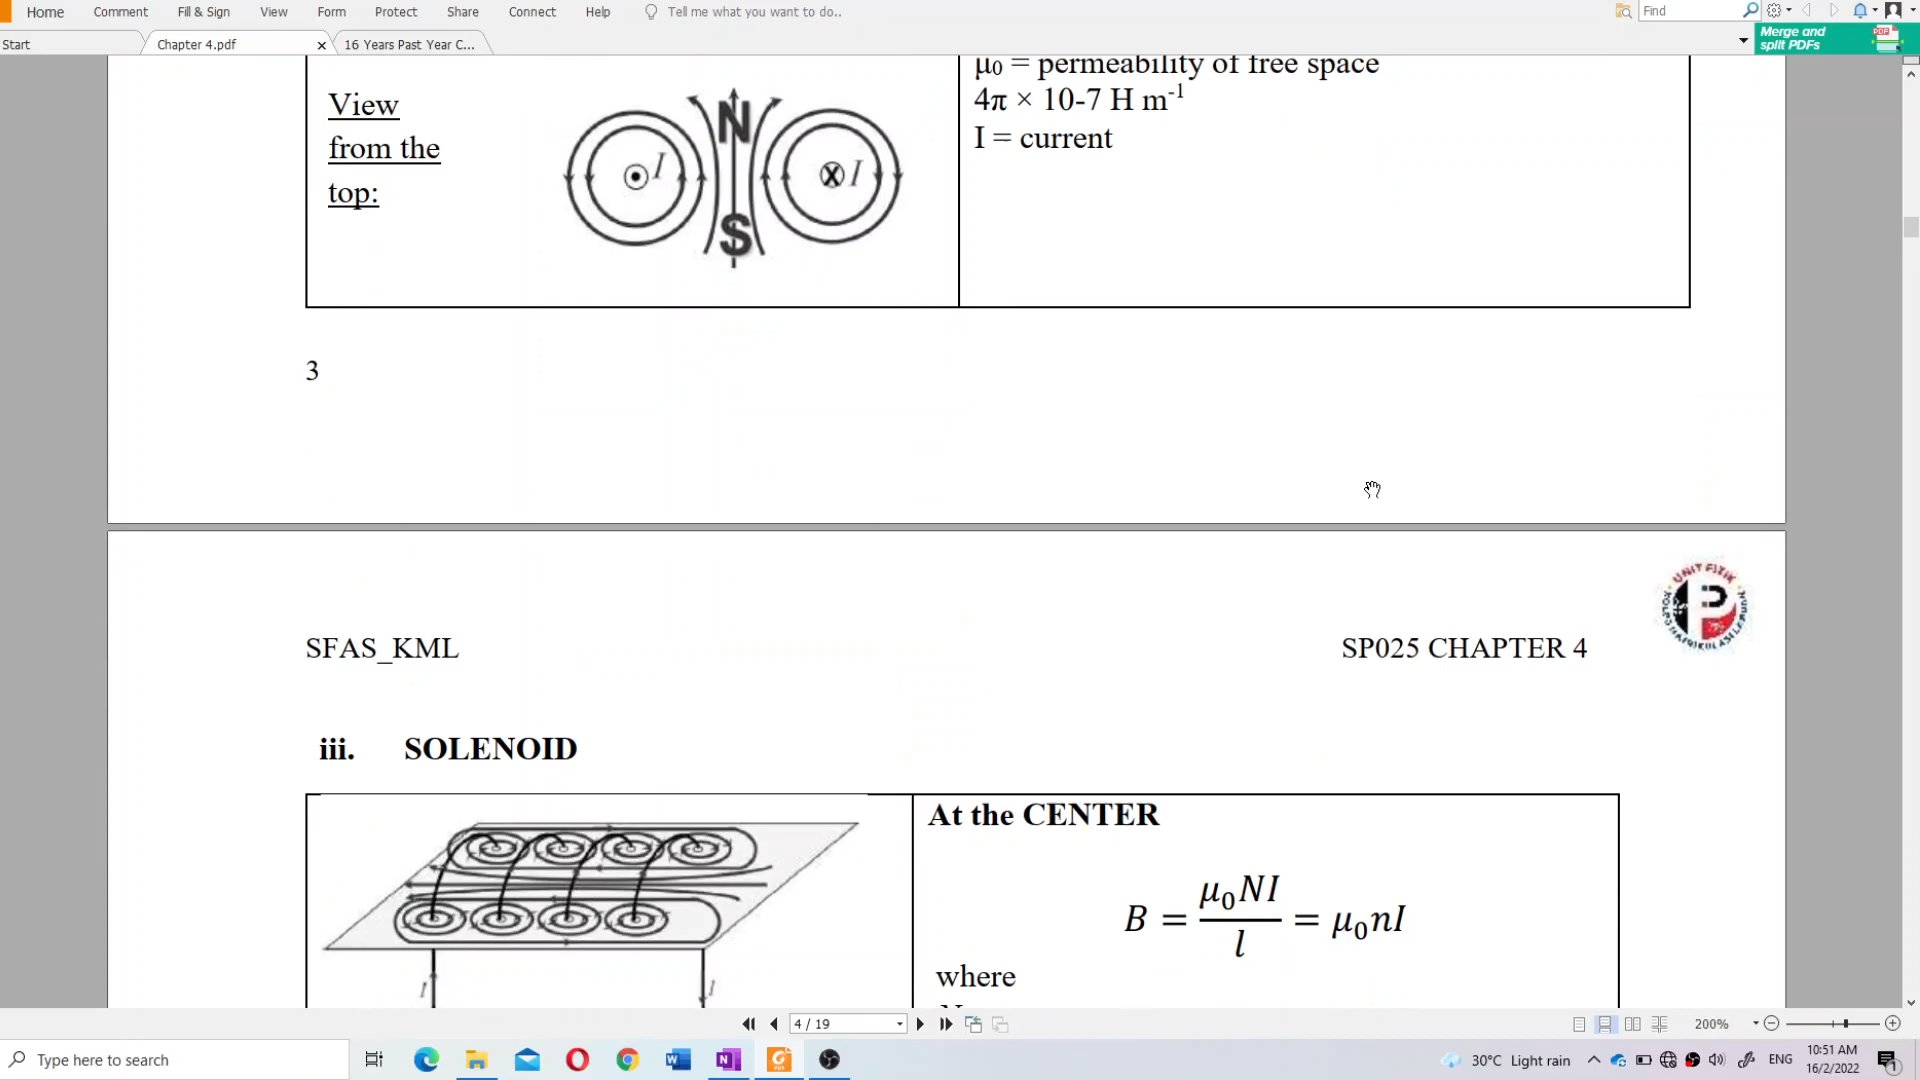 Home Comment Fill & Sign View Form Protect Share Connect Help Tell me what you want to do.. Find
Start Chapter 4.pdf x 16 Years Past Year C... Merge and split PDFs
View
from the
top:
N
I
X I
S
μ0 = permeability of free space
4π × 10-7 H m-1
I = current
3
UNIT FIZIK
SFAS_KML SP025 CHAPTER 4
iii. SOLENOID
At the CENTER
B = μ0NI / l = μ0nI
where
I I
4 / 19 200%
Type here to search 30°C Light rain ENG 10:51 AM 16/2/2022 1